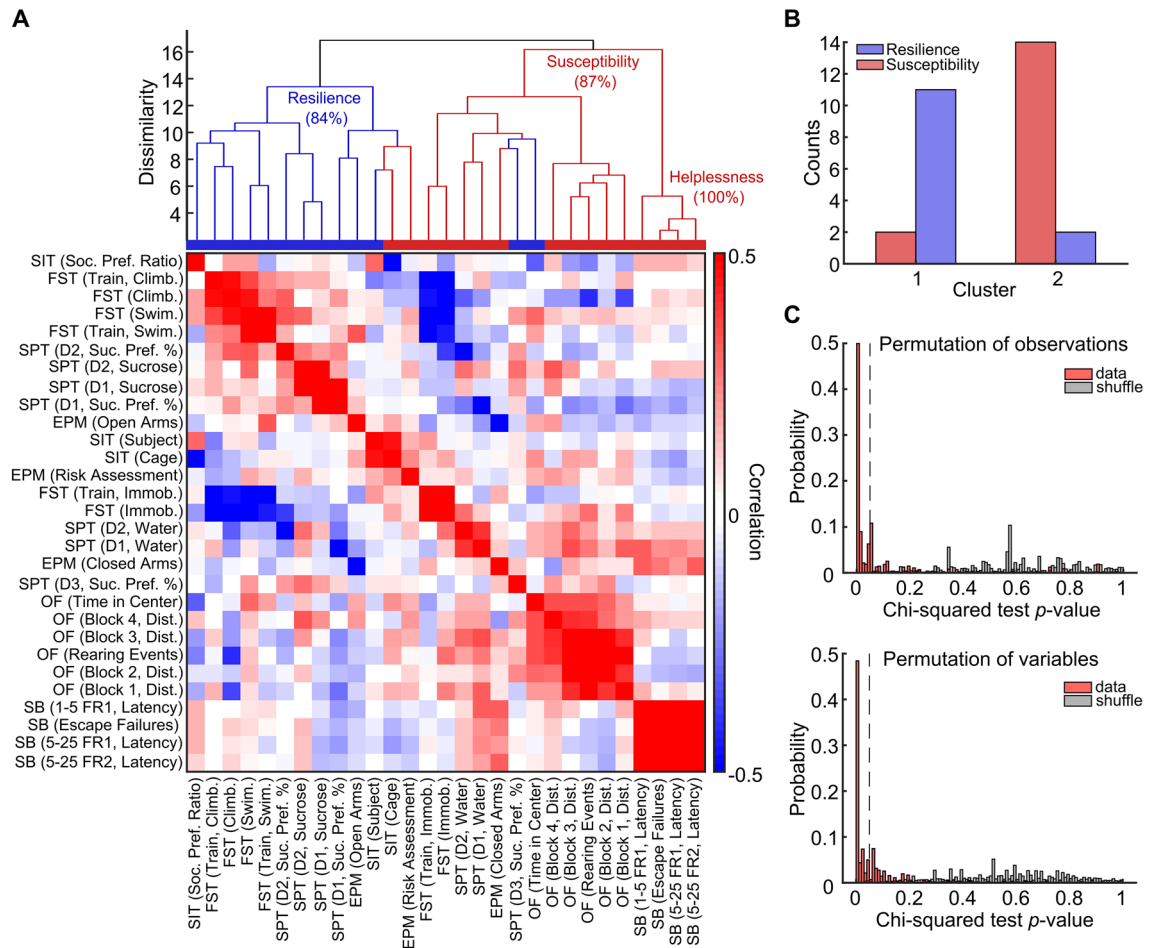 A
Dissimilarity
16
14
12
10
8
6
4
Resilience
(84%)
Susceptibility
(87%)
Helplessness
(100%)
SIT (Soc. Pref. Ratio)
FST (Train, Climb.)
FST (Climb.)
FST (Swim.)
FST (Train, Swim.)
SPT (D2, Suc. Pref. %)
SPT (D2, Sucrose)
SPT (D1, Sucrose)
SPT (D1, Suc. Pref. %)
EPM (Open Arms)
SIT (Subject)
SIT (Cage)
EPM (Risk Assessment)
FST (Train, Immob.)
FST (Immob.)
SPT (D2, Water)
SPT (D1, Water)
EPM (Closed Arms)
SPT (D3, Suc. Pref. %)
OF (Time in Center)
OF (Block 4, Dist.)
OF (Block 3, Dist.)
OF (Rearing Events)
OF (Block 2, Dist.)
OF (Block 1, Dist.)
SB (1-5 FR1, Latency)
SB (Escape Failures)
SB (5-25 FR1, Latency)
SB (5-25 FR2, Latency)
SIT (Soc. Pref. Ratio)
FST (Train, Climb.)
FST (Climb.)
FST (Swim.)
FST (Train, Swim.)
SPT (D2, Suc. Pref. %)
SPT (D2, Sucrose)
SPT (D1, Sucrose)
SPT (D1, Suc. Pref. %)
EPM (Open Arms)
SIT (Subject)
SIT (Cage)
EPM (Risk Assessment)
FST (Train, Immob.)
FST (Immob.)
SPT (D2, Water)
SPT (D1, Water)
EPM (Closed Arms)
SPT (D3, Suc. Pref. %)
OF (Time in Center)
OF (Block 4, Dist.)
OF (Block 3, Dist.)
OF (Rearing Events)
OF (Block 2, Dist.)
OF (Block 1, Dist.)
SB (1-5 FR1, Latency)
SB (Escape Failures)
SB (5-25 FR1, Latency)
SB (5-25 FR2, Latency)
0.5
0
-0.5
Correlation
B
Counts
14
12
10
8
6
4
2
0
Resilience
Susceptibility
1
2
Cluster
C
Permutation of observations
data
shuffle
Probability
0.5
0.4
0.3
0.2
0.1
0
0
0.2
0.4
0.6
0.8
1
Chi-squared test p-value
Permutation of variables
data
shuffle
Probability
0.5
0.4
0.3
0.2
0.1
0
0
0.2
0.4
0.6
0.8
1
Chi-squared test p-value